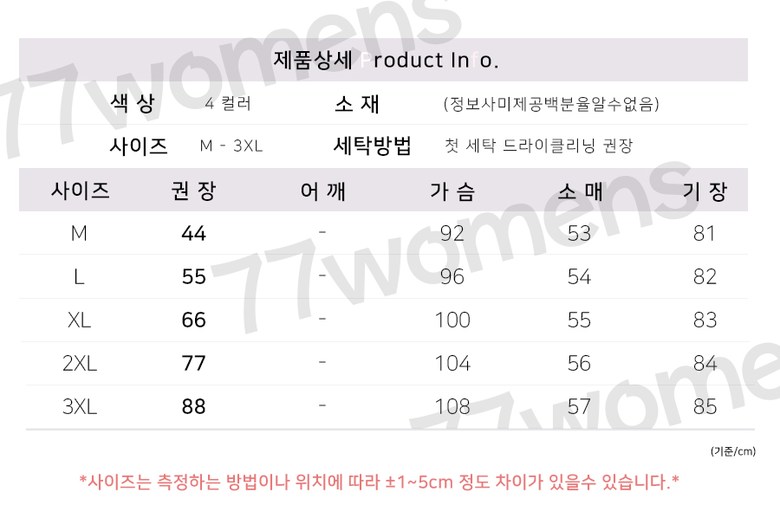 제품상세 Product Info.
색 상 4 컬러 소 재 (정보사미제공백분율알수없음)
사이즈 M - 3XL 세탁방법 첫 세탁 드라이클리닝 권장
사이즈 권 장 어 깨 가 슴 소 매 기 장
M 44 - 92 53 81
L 55 - 96 54 82
XL 66 - 100 55 83
2XL 77 - 104 56 84
3XL 88 - 108 57 85
(기준/cm)
*사이즈는 측정하는 방법이나 위치에 따라 ±1~5cm 정도 차이가 있을수 있습니다.*
77womens
77womens
77womens